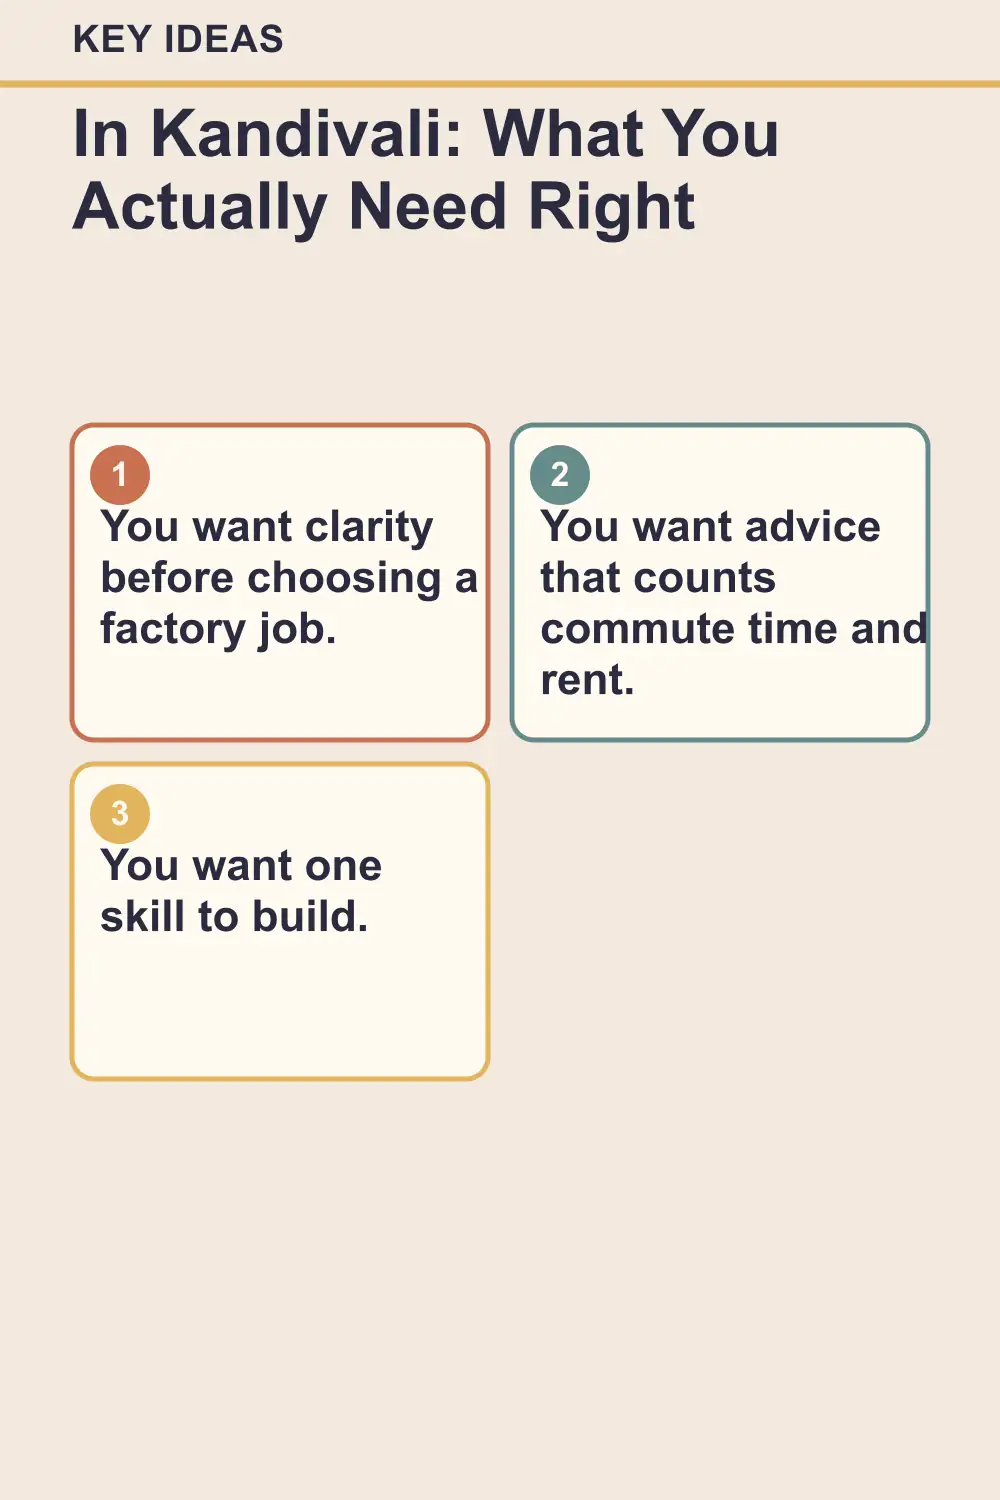 KEY IDEAS
In Kandivali: What You
Actually Need Right
1
You want clarity
before choosing a
factory job.
2
You want advice
that counts
commute time and
rent.
3
You want one
skill to build.